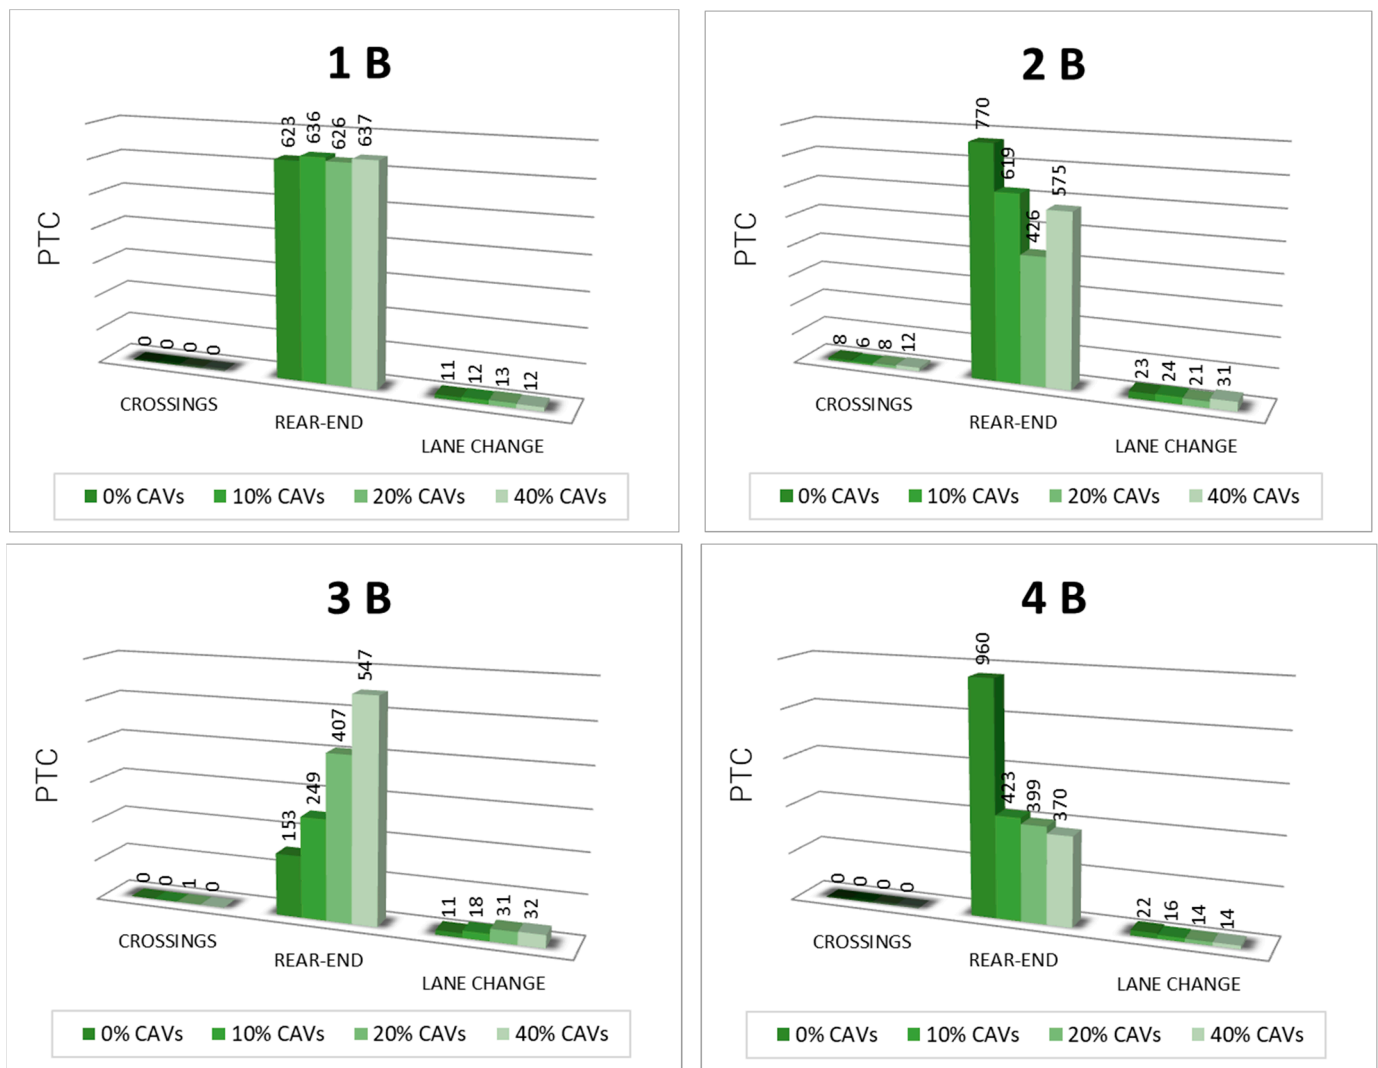 1 B
PTC
623 636 626 637
0 0 0 0
11 12 13 12
CROSSINGS
REAR-END
LANE CHANGE
0% CAVs 10% CAVs 20% CAVs 40% CAVs
2 B
PTC
770 619 426 575
8 6 8 12
23 24 21 31
CROSSINGS
REAR-END
LANE CHANGE
0% CAVs 10% CAVs 20% CAVs 40% CAVs
3 B
PTC
153 249 407 547
0 0 1 0
11 18 31 32
CROSSINGS
REAR-END
LANE CHANGE
0% CAVs 10% CAVs 20% CAVs 40% CAVs
4 B
PTC
960 423 399 370
0 0 0 0
22 16 14 14
CROSSINGS
REAR-END
LANE CHANGE
0% CAVs 10% CAVs 20% CAVs 40% CAVs